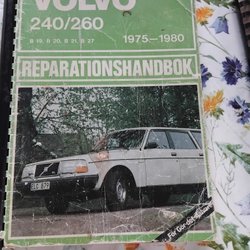 VOLVO
240/260
B 19, B 20, B 21, B 27
1975—1980
REPARATIONSHANDBOK